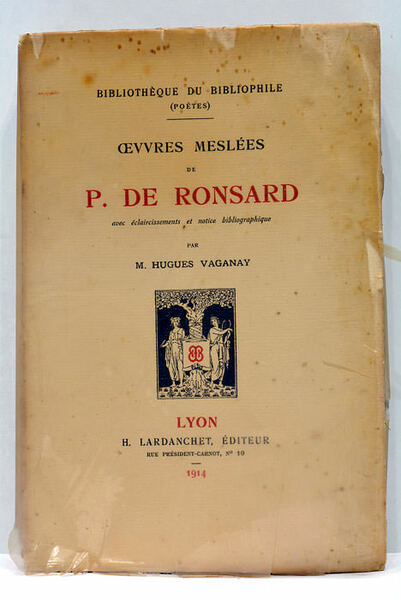 BIBLIOTHÈQUE DU BIBLIOPHILE
(POÈTES)
ŒVVRES MESLÉES
DE
P. DE RONSARD
avec éclaircissements et notice bibliographique
PAR
M. HUGUES VAGANAY
LYON
H. LARDANCHET, ÉDITEUR
RUE PRÉSIDENT-CARNOT, Nº 10
1914